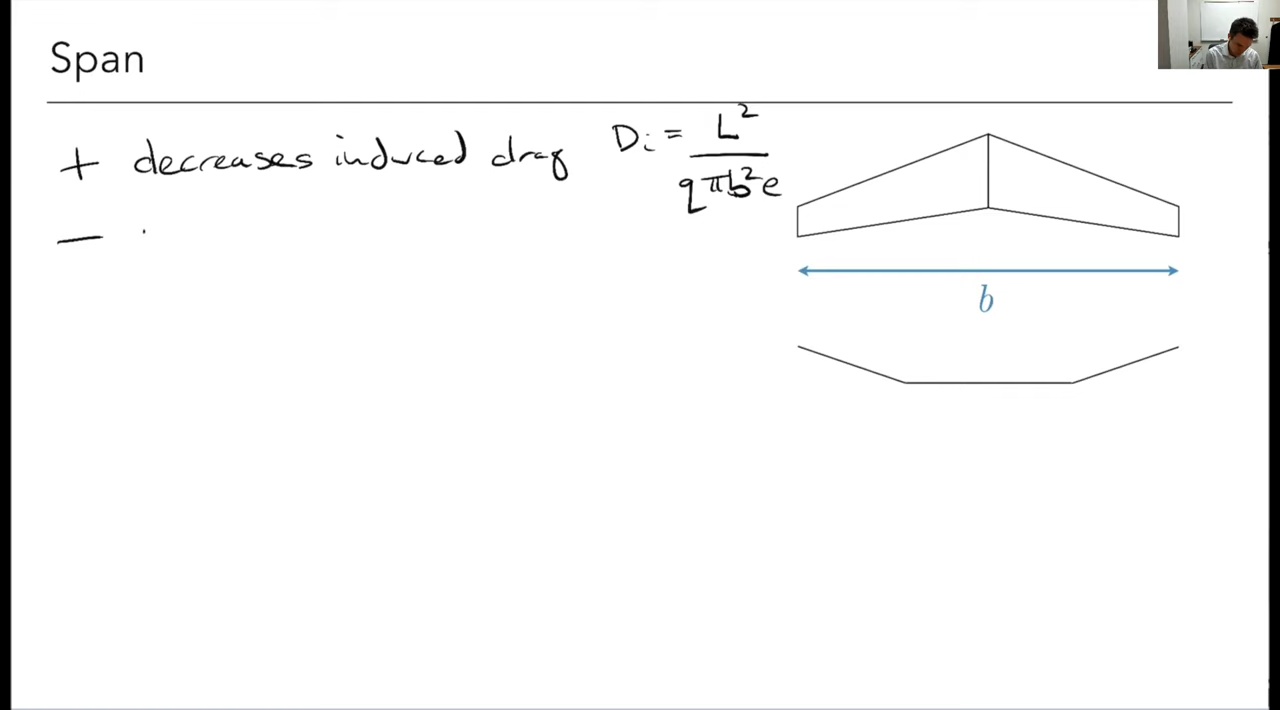 Span
+ decreases induced drag Di = L²
qπb²e
—
b